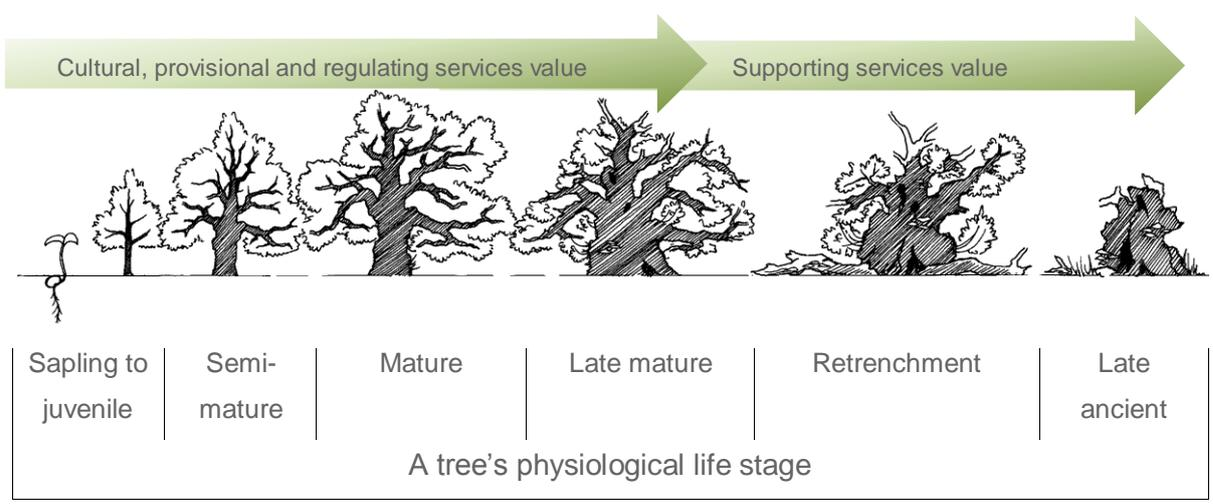 Cultural, provisional and regulating services value
Supporting services value
Sapling to
juvenile
Semi-
mature
Mature
Late mature
Retrenchment
Late
ancient
A tree’s physiological life stage